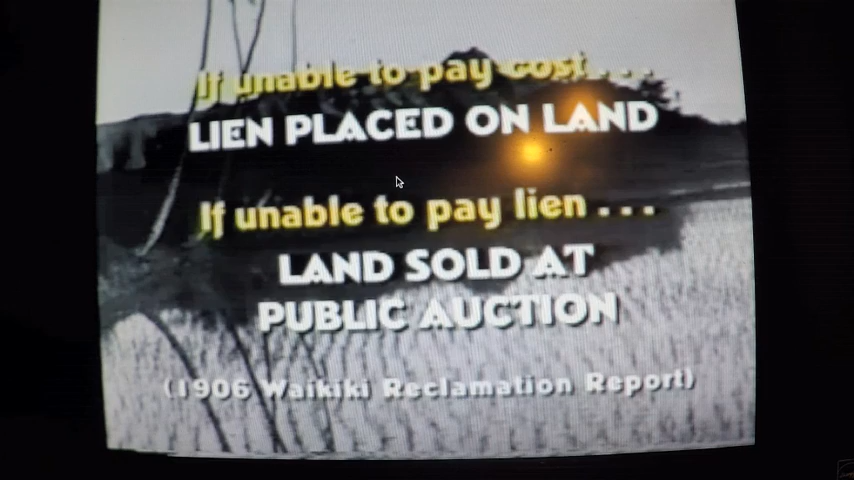 If unable to pay cost...
LIEN PLACED ON LAND
If unable to pay lien...
LAND SOLD AT
PUBLIC AUCTION
(1906 Waikiki Reclamation Report)